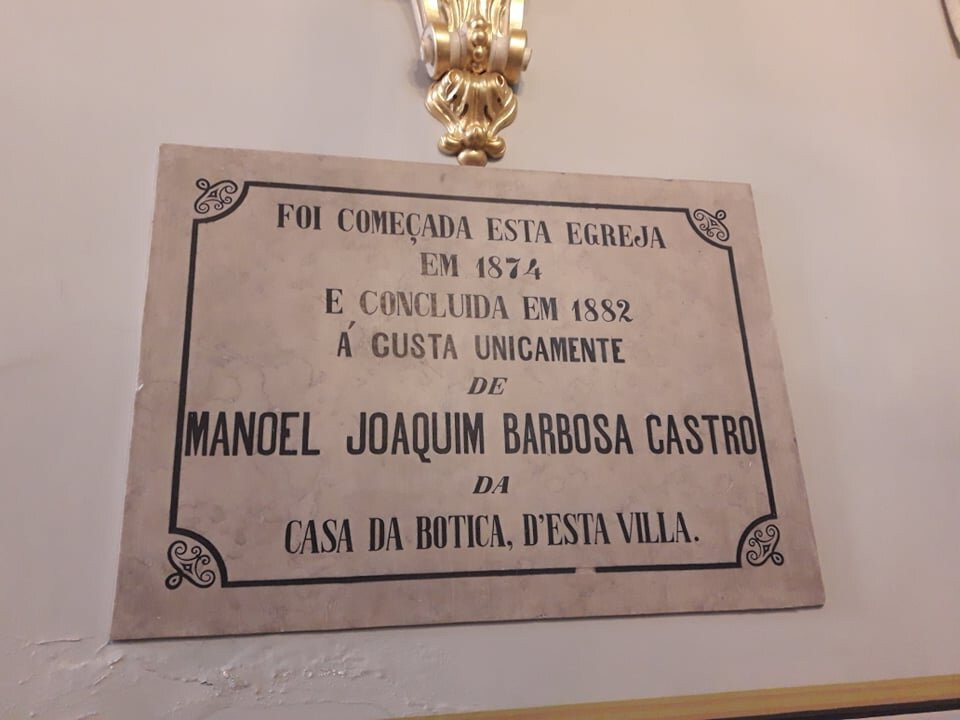 FOI COMEÇADA ESTA EGREJA
EM 1874
E CONCLUIDA EM 1882
Á CUSTA UNICAMENTE
DE
MANOEL JOAQUIM BARBOSA CASTRO
DA
CASA DA BOTICA, D'ESTA VILLA.